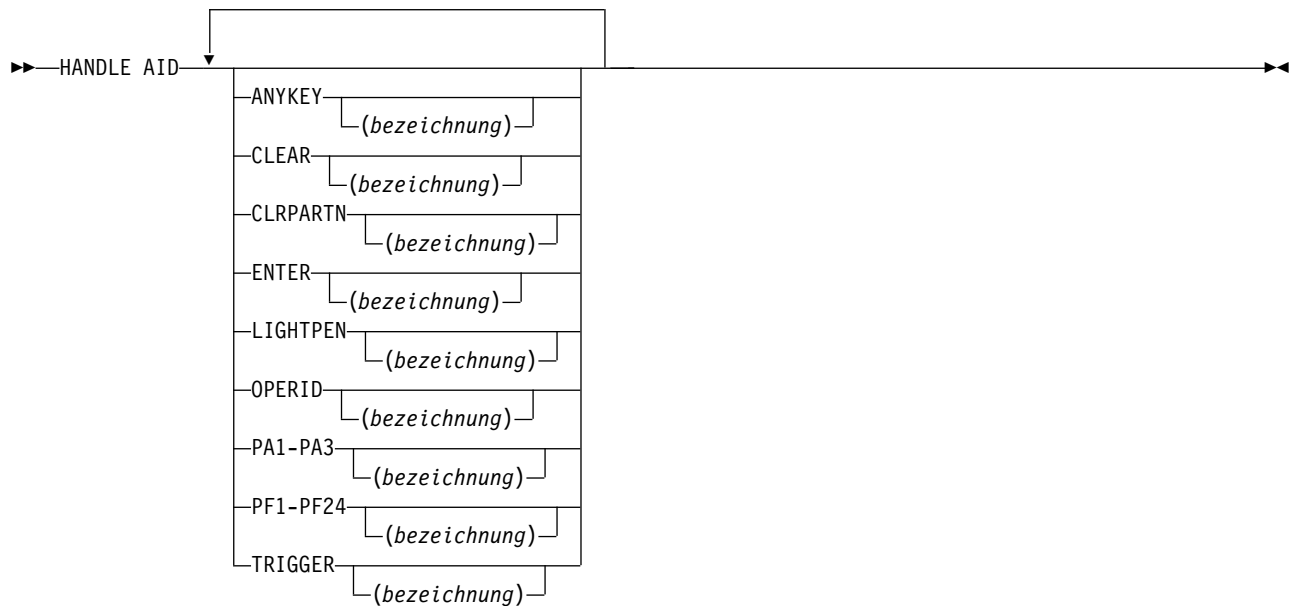 HANDLE AID
ANYKEY
(bezeichnung)
CLEAR
(bezeichnung)
CLRPARTN
(bezeichnung)
ENTER
(bezeichnung)
LIGHTPEN
(bezeichnung)
OPERID
(bezeichnung)
PA1-PA3
(bezeichnung)
PF1-PF24
(bezeichnung)
TRIGGER
(bezeichnung)